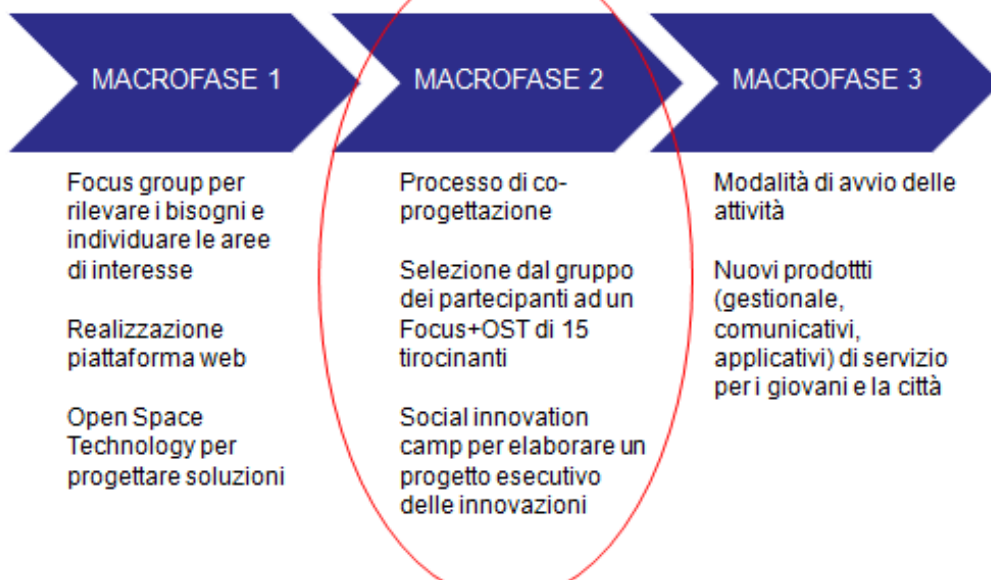 MACROFASE 1
MACROFASE 2
MACROFASE 3
Focus group per
rilevare i bisogni e
individuare le aree
di interesse
Realizzazione
piattaforma web
Open Space
Technology per
progettare soluzioni
Processo di co-
progettazione
Selezione dal gruppo
dei partecipanti ad un
Focus+OST di 15
tirocinanti
Social innovation
camp per elaborare un
progetto esecutivo
delle innovazioni
Modalità di avvio delle
attività
Nuovi prodottti
(gestionale,
comunicativi,
applicativi) di servizio
per i giovani e la città